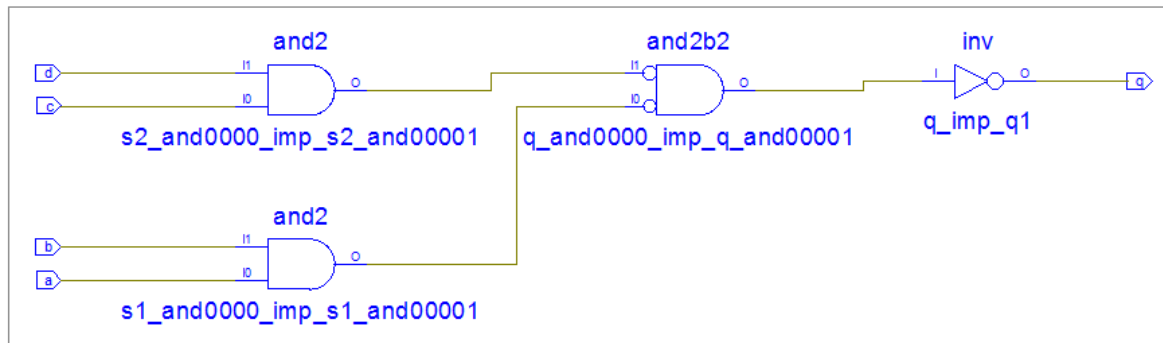 and2
and2b2
inv
d
I1
O
I1
O
I
O
q
c
I0
I0
s2_and0000_imp_s2_and00001
q_and0000_imp_q_and00001
q_imp_q1
and2
b
I1
O
a
I0
s1_and0000_imp_s1_and00001